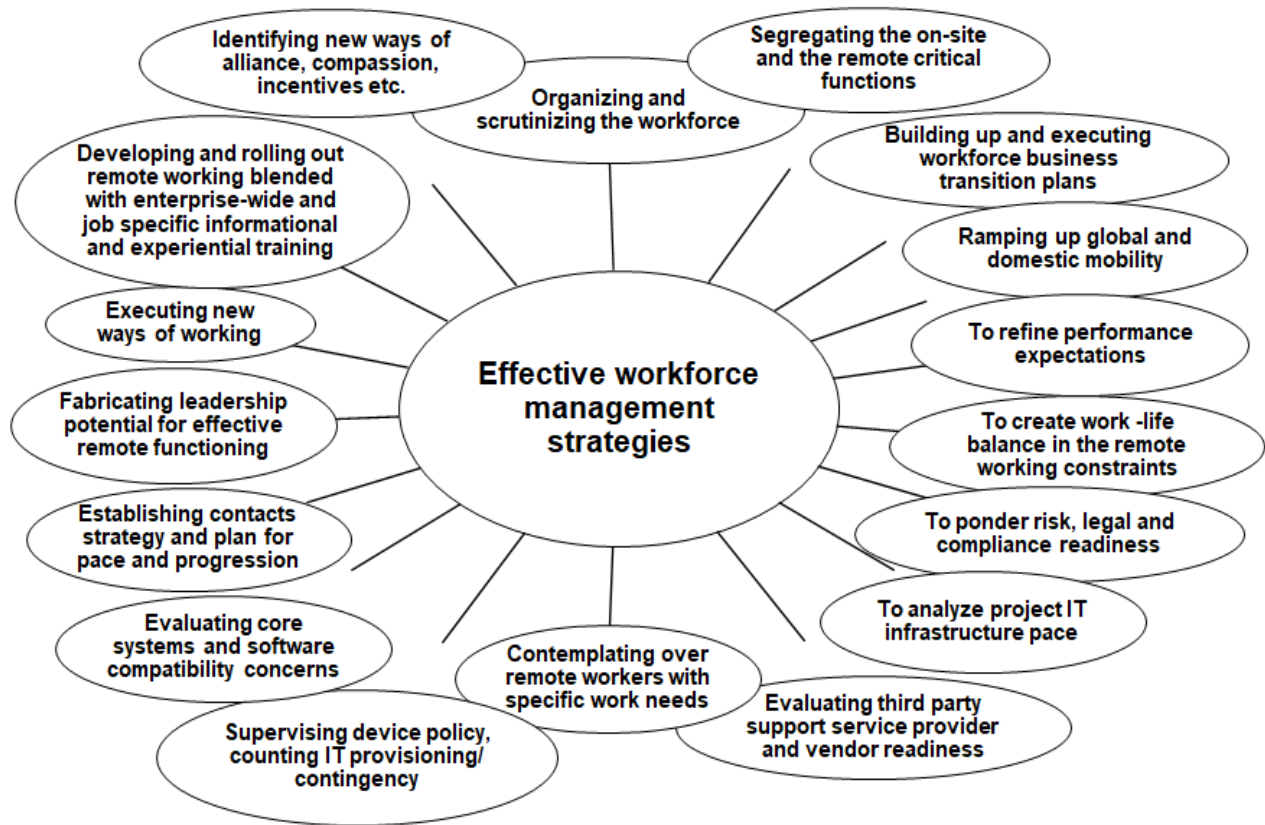 Identifying new ways of
alliance, compassion,
incentives etc.
Organizing and
scrutinizing the workforce
Segregating the on-site
and the remote critical
functions
Building up and executing
workforce business
transition plans
Ramping up global and
domestic mobility
To refine performance
expectations
To create work -life
balance in the remote
working constraints
To ponder risk, legal and
compliance readiness
To analyze project IT
infrastructure pace
Evaluating third party
support service provider
and vendor readiness
Contemplating over
remote workers with
specific work needs
Supervising device policy,
counting IT provisioning/
contingency
Evaluating core
systems and software
compatibility concerns
Establishing contacts
strategy and plan for
pace and progression
Fabricating leadership
potential for effective
remote functioning
Executing new
ways of working
Developing and rolling out
remote working blended
with enterprise-wide and
job specific informational
and experiential training
Effective workforce
management
strategies